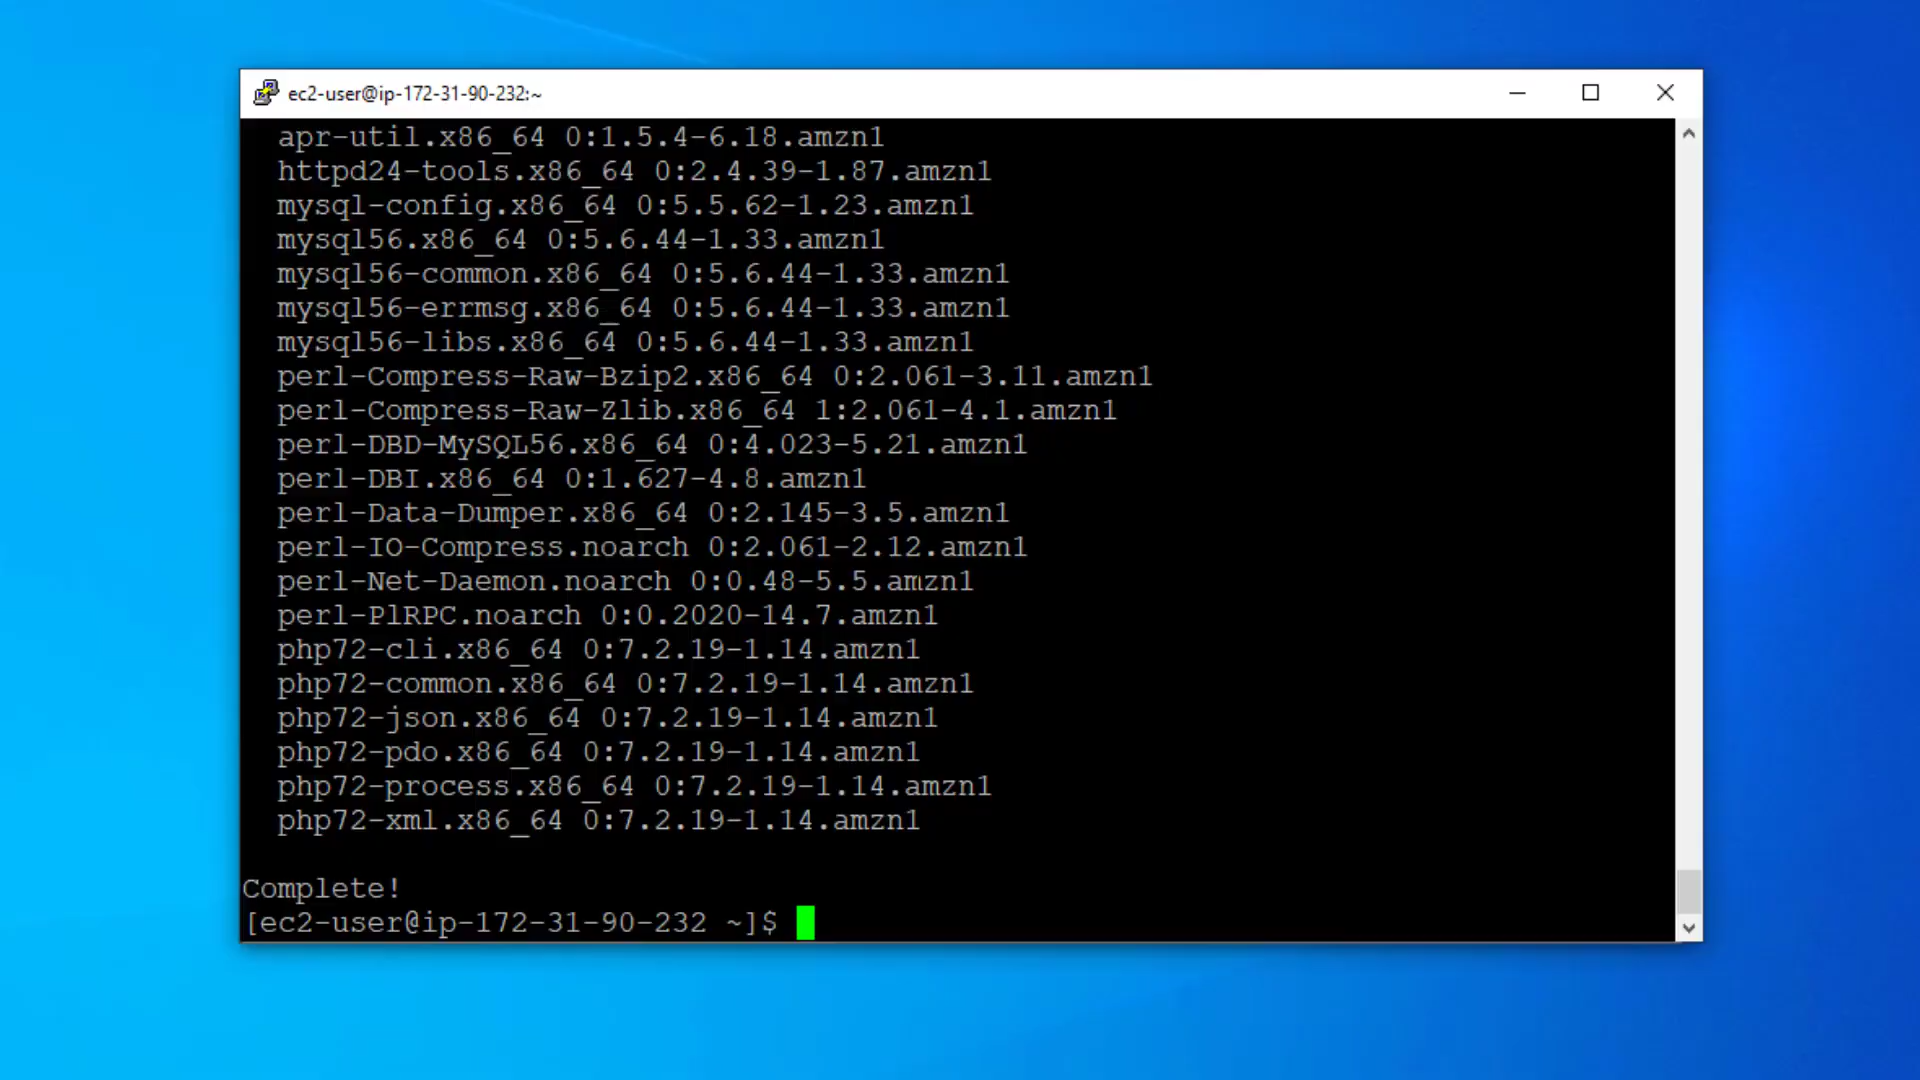 ec2-user@ip-172-31-90-232:~
apr-util.x86_64 0:1.5.4-6.18.amzn1
httpd24-tools.x86_64 0:2.4.39-1.87.amzn1
mysql-config.x86_64 0:5.5.62-1.23.amzn1
mysql56.x86_64 0:5.6.44-1.33.amzn1
mysql56-common.x86_64 0:5.6.44-1.33.amzn1
mysql56-errmsg.x86_64 0:5.6.44-1.33.amzn1
mysql56-libs.x86_64 0:5.6.44-1.33.amzn1
perl-Compress-Raw-Bzip2.x86_64 0:2.061-3.11.amzn1
perl-Compress-Raw-Zlib.x86_64 1:2.061-4.1.amzn1
perl-DBD-MySQL56.x86_64 0:4.023-5.21.amzn1
perl-DBI.x86_64 0:1.627-4.8.amzn1
perl-Data-Dumper.x86_64 0:2.145-3.5.amzn1
perl-IO-Compress.noarch 0:2.061-2.12.amzn1
perl-Net-Daemon.noarch 0:0.48-5.5.amzn1
perl-PlRPC.noarch 0:0.2020-14.7.amzn1
php72-cli.x86_64 0:7.2.19-1.14.amzn1
php72-common.x86_64 0:7.2.19-1.14.amzn1
php72-json.x86_64 0:7.2.19-1.14.amzn1
php72-pdo.x86_64 0:7.2.19-1.14.amzn1
php72-process.x86_64 0:7.2.19-1.14.amzn1
php72-xml.x86_64 0:7.2.19-1.14.amzn1
Complete!
[ec2-user@ip-172-31-90-232 ~]$